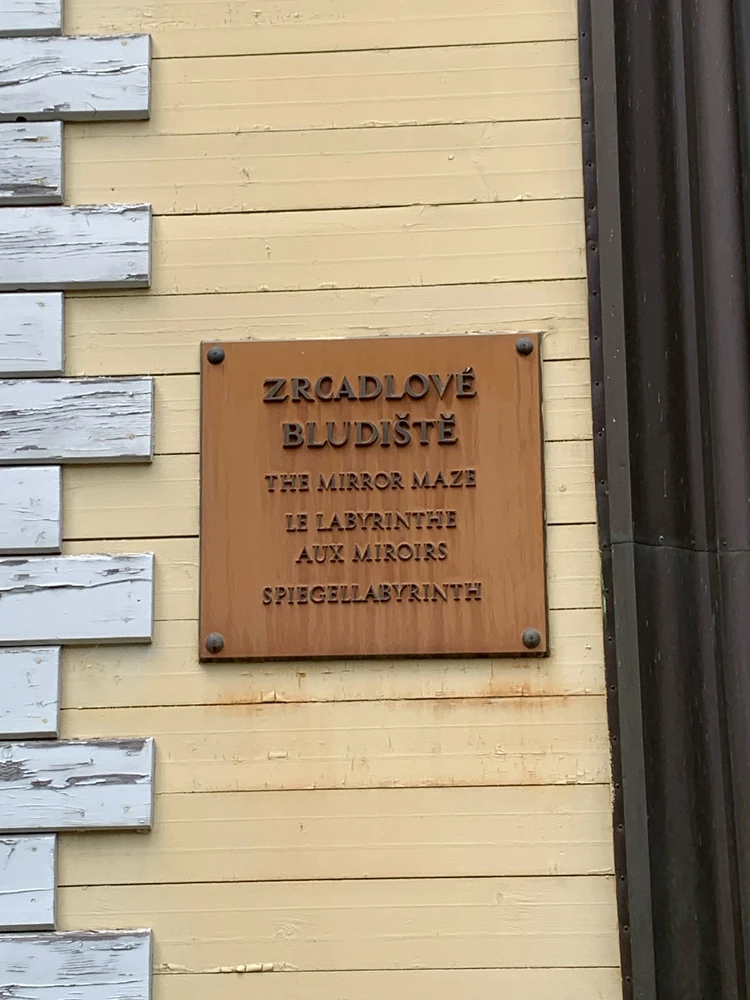 ZRCADLOVÉ
BLUDIŠTĚ
THE MIRROR MAZE
LE LABYRINTHE
AUX MIROIRS
SPIEGELLABYRINTH